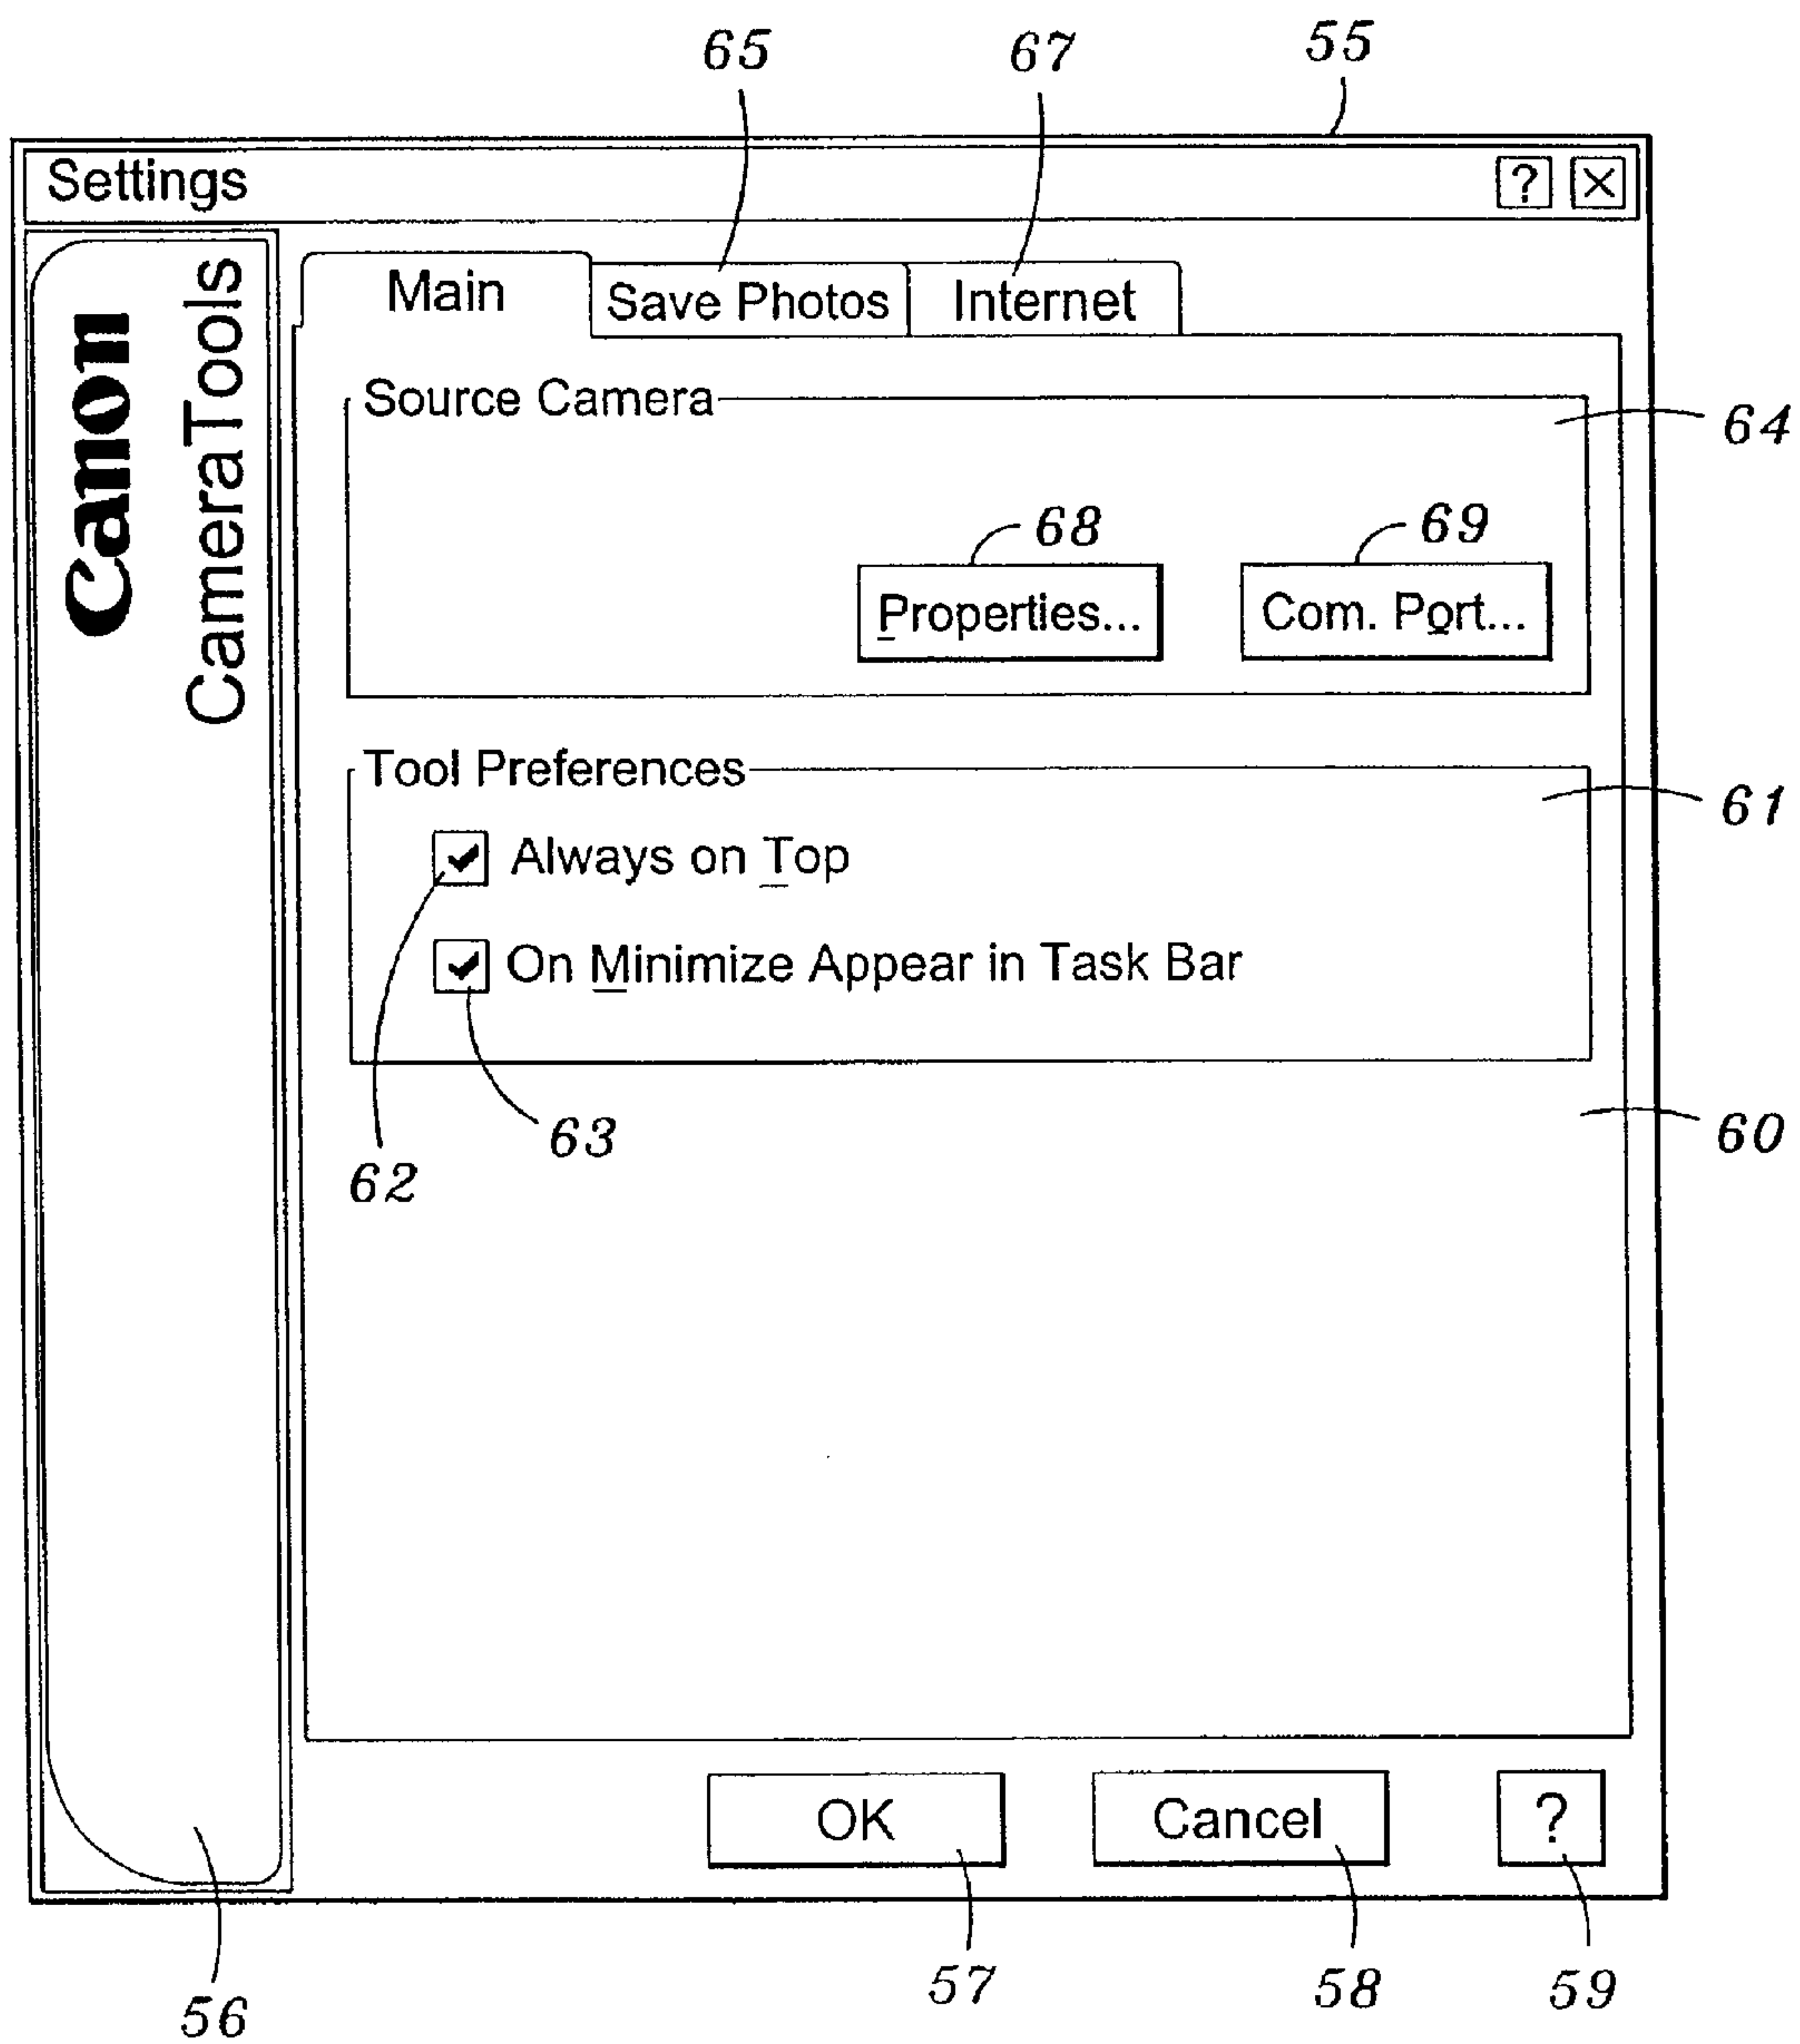 65 67 55
Settings ? X
Canon
CameraTools
Main Save Photos Internet
Source Camera
64
68 69
Properties... Com. Port...
Tool Preferences
61
Always on Top
On Minimize Appear in Task Bar
63
60
62
OK Cancel ?
57 58 59
56